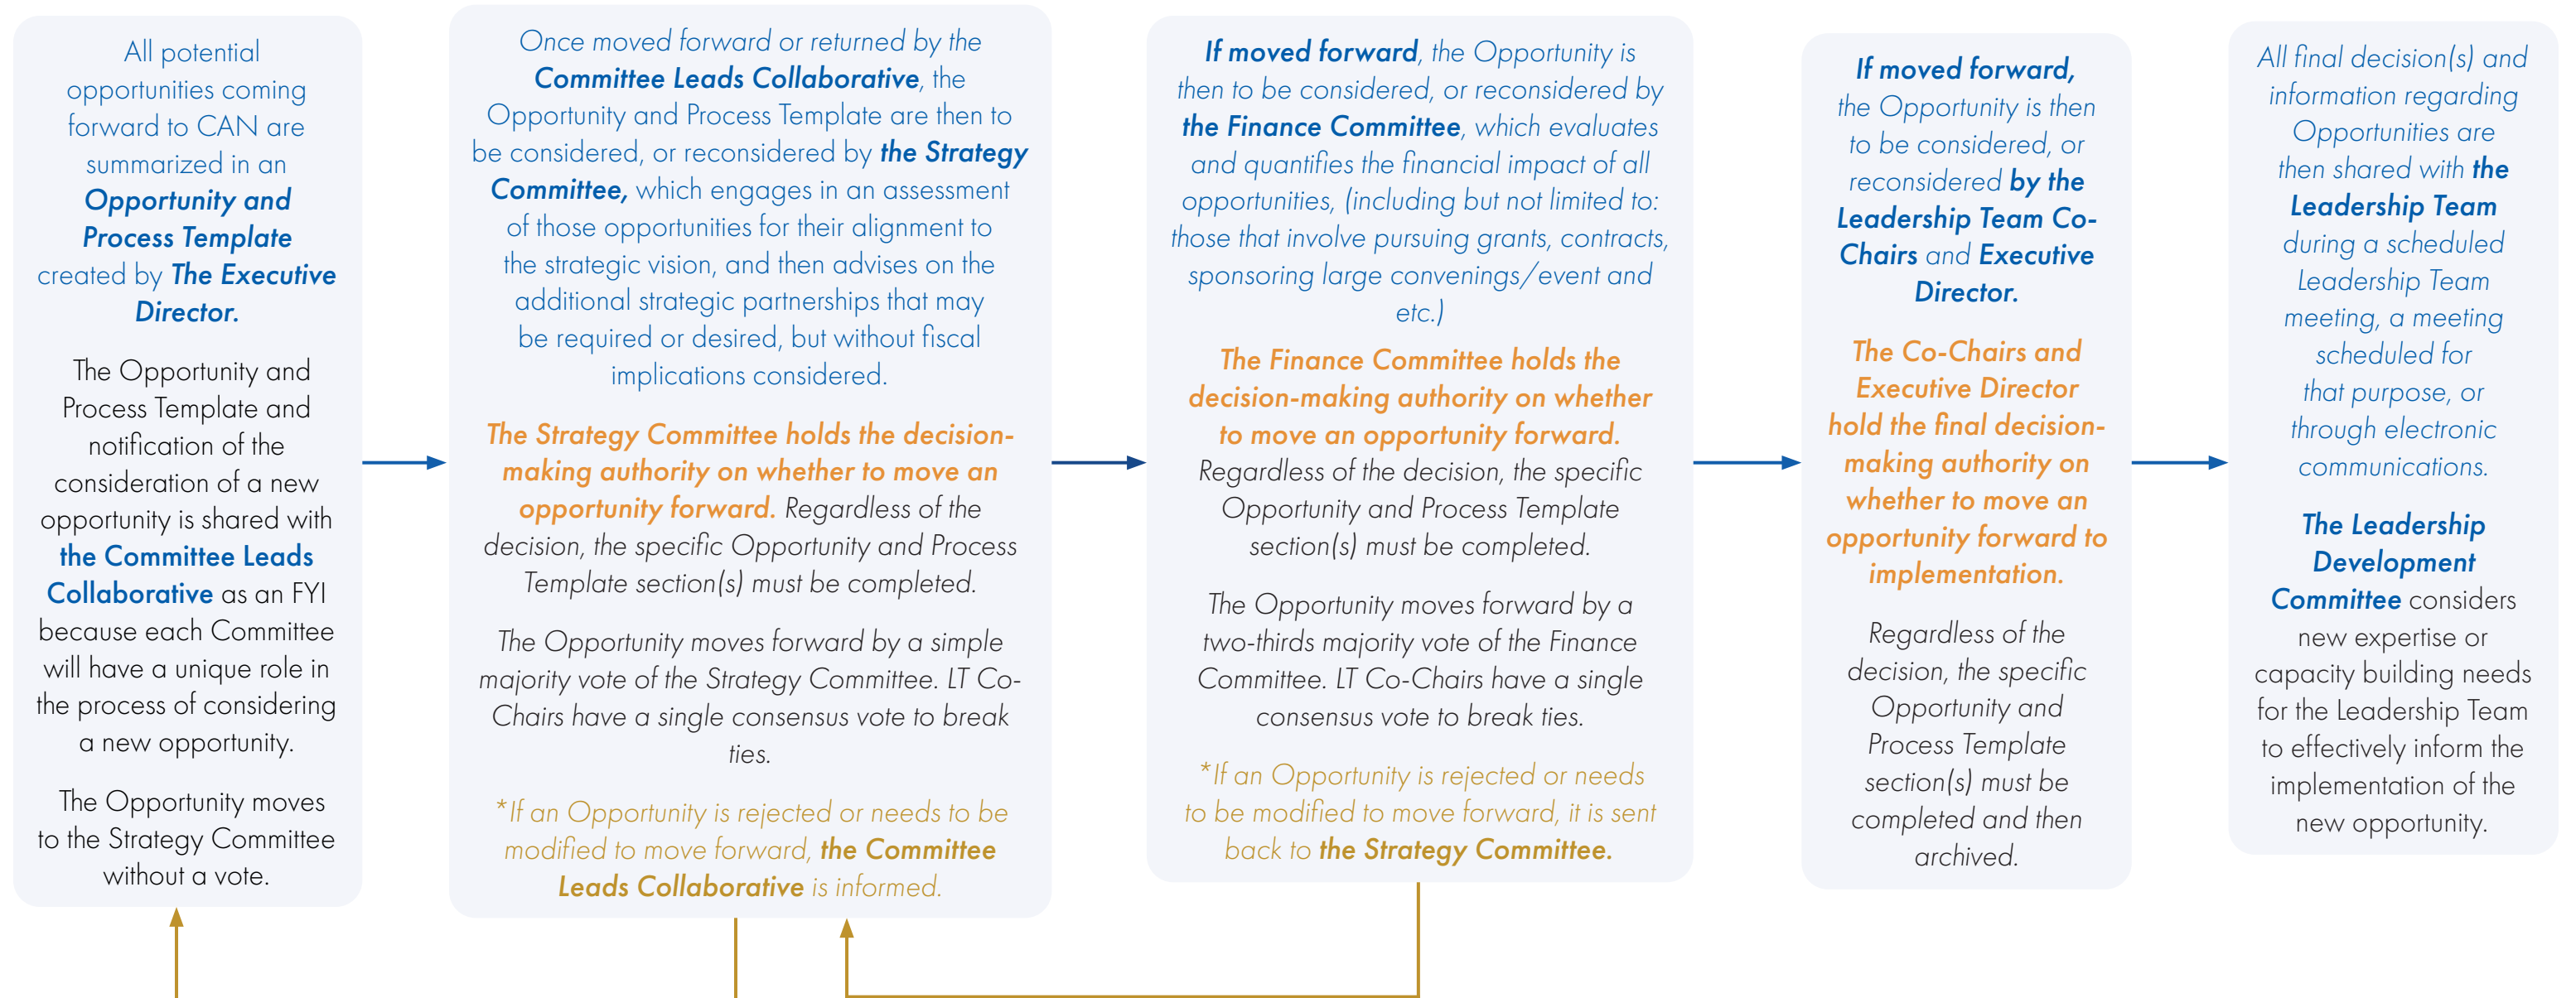 All potential
opportunities coming
forward to CAN are
summarized in an
Opportunity and
Process Template
created by The Executive
Director.
The Opportunity and
Process Template and
notification of the
consideration of a new
opportunity is shared with
the Committee Leads
Collaborative as an FYI
because each Committee
will have a unique role in
the process of considering
a new opportunity.
The Opportunity moves
to the Strategy Committee
without a vote.
Once moved forward or returned by the
Committee Leads Collaborative, the
Opportunity and Process Template are then to
be considered, or reconsidered by the Strategy
Committee, which engages in an assessment
of those opportunities for their alignment to
the strategic vision, and then advises on the
additional strategic partnerships that may
be required or desired, but without fiscal
implications considered.
The Strategy Committee holds the decision-
making authority on whether to move an
opportunity forward. Regardless of the
decision, the specific Opportunity and Process
Template section(s) must be completed.
The Opportunity moves forward by a simple
majority vote of the Strategy Committee. LT Co-
Chairs have a single consensus vote to break
ties.
*If an Opportunity is rejected or needs to be
modified to move forward, the Committee
Leads Collaborative is informed.
If moved forward, the Opportunity is
then to be considered, or reconsidered by
the Finance Committee, which evaluates
and quantifies the financial impact of all
opportunities, (including but not limited to:
those that involve pursuing grants, contracts,
sponsoring large convenings/event and
etc.)
The Finance Committee holds the
decision-making authority on whether
to move an opportunity forward.
Regardless of the decision, the specific
Opportunity and Process Template
section(s) must be completed.
The Opportunity moves forward by a
two-thirds majority vote of the Finance
Committee. LT Co-Chairs have a single
consensus vote to break ties.
*If an Opportunity is rejected or needs
to be modified to move forward, it is sent
back to the Strategy Committee.
If moved forward,
the Opportunity is then
to be considered, or
reconsidered by the
Leadership Team Co-
Chairs and Executive
Director.
The Co-Chairs and
Executive Director
hold the final decision-
making authority on
whether to move an
opportunity forward to
implementation.
Regardless of the
decision, the specific
Opportunity and
Process Template
section(s) must be
completed and then
archived.
All final decision(s) and
information regarding
Opportunities are
then shared with the
Leadership Team
during a scheduled
Leadership Team
meeting, a meeting
scheduled for
that purpose, or
through electronic
communications.
The Leadership
Development
Committee considers
new expertise or
capacity building needs
for the Leadership Team
to effectively inform the
implementation of the
new opportunity.